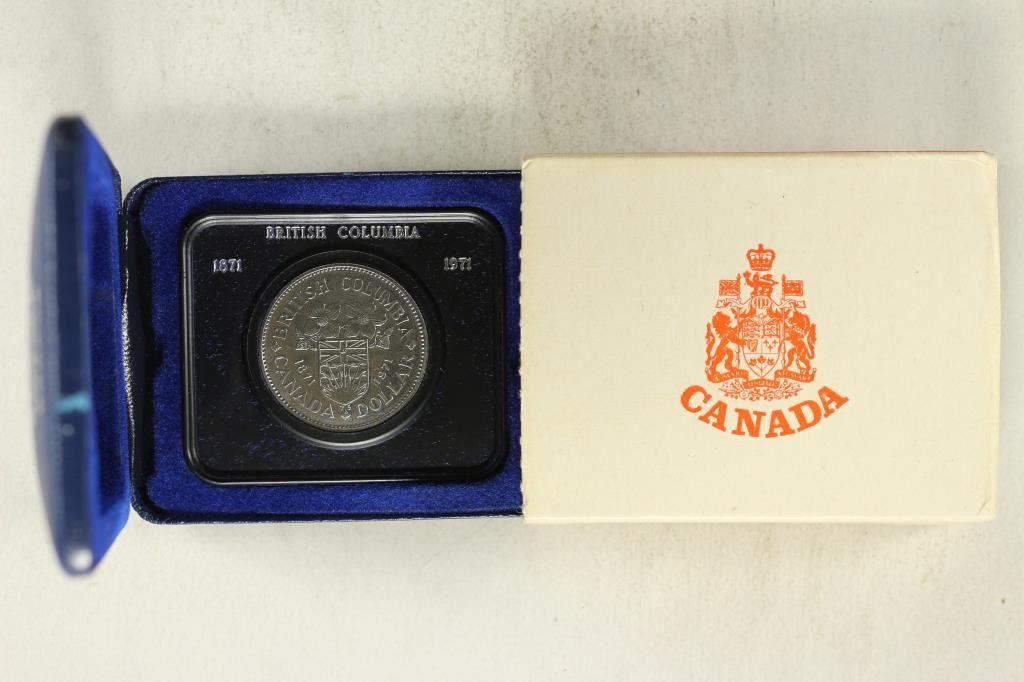 BRITISH COLUMBIA
1871 1971
BRITISH COLUMBIA
1871 1971
CANADA DOLLAR
CANADA